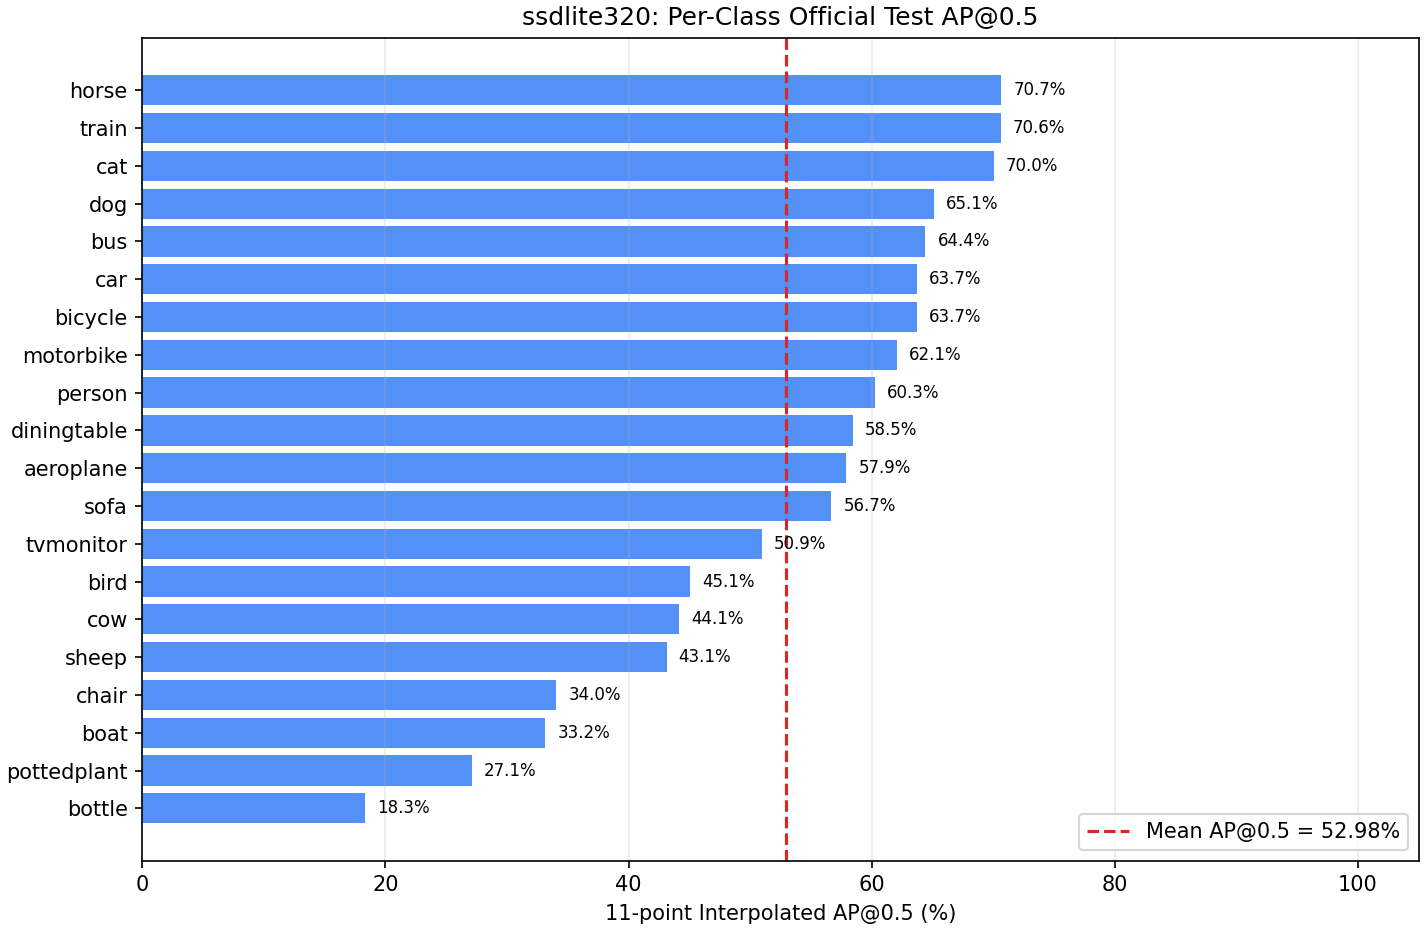 ssdlite320: Per-Class Official Test AP@0.5
horse 70.7%
train 70.6%
cat 70.0%
dog 65.1%
bus 64.4%
car 63.7%
bicycle 63.7%
motorbike 62.1%
person 60.3%
diningtable 58.5%
aeroplane 57.9%
sofa 56.7%
tvmonitor 50.9%
bird 45.1%
cow 44.1%
sheep 43.1%
chair 34.0%
boat 33.2%
pottedplant 27.1%
bottle 18.3%
Mean AP@0.5 = 52.98%
0 20 40 60 80 100
11-point Interpolated AP@0.5 (%)